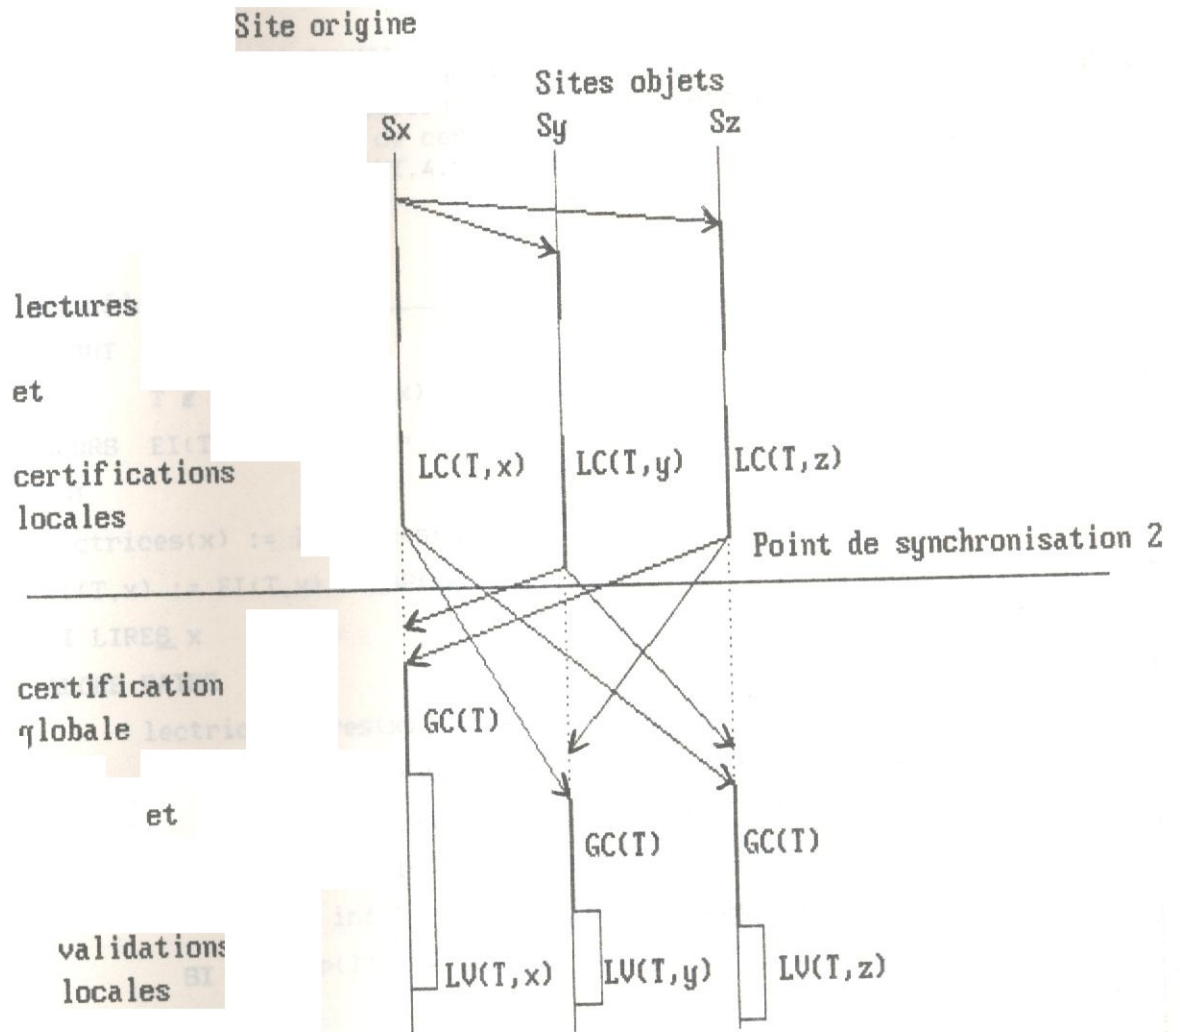 Site origine
Sites objets
Sx Sy Sz
lectures
et
LC(T,x) LC(T,y) LC(T,z)
certifications
locales
Point de synchronisation 2
certification
globale
GC(T)
et
GC(T) GC(T)
validations
locales
LV(T,x) LV(T,y) LV(T,z)